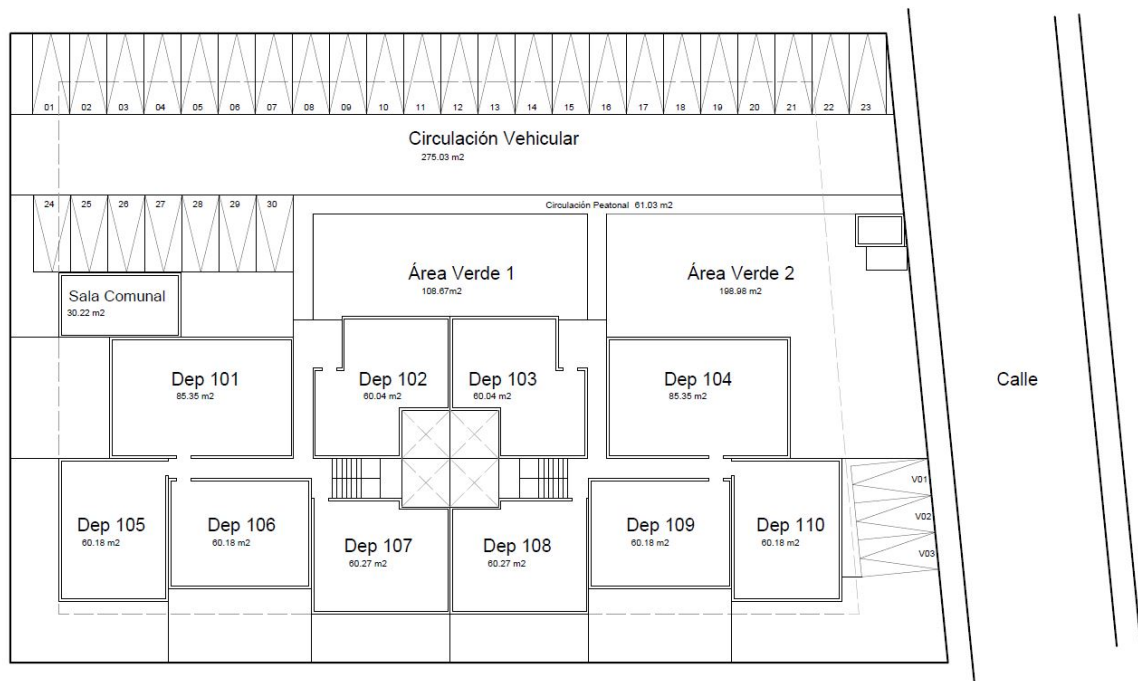 01 02 03 04 05 06 07 08 09 10 11 12 13 14 15 16 17 18 19 20 21 22 23
Circulación Vehicular
275.03 m2
24 25 26 27 28 29 30
Circulación Peatonal 61.03 m2
Área Verde 1
108.67m2
Área Verde 2
198.98 m2
Sala Comunal
30.22 m2
Dep 101
85.35 m2
Dep 102
60.04 m2
Dep 103
60.04 m2
Dep 104
85.35 m2
Calle
Dep 105
60.18 m2
Dep 106
60.18 m2
Dep 107
60.27 m2
Dep 108
60.27 m2
Dep 109
60.18 m2
Dep 110
60.18 m2
V01
V02
V03